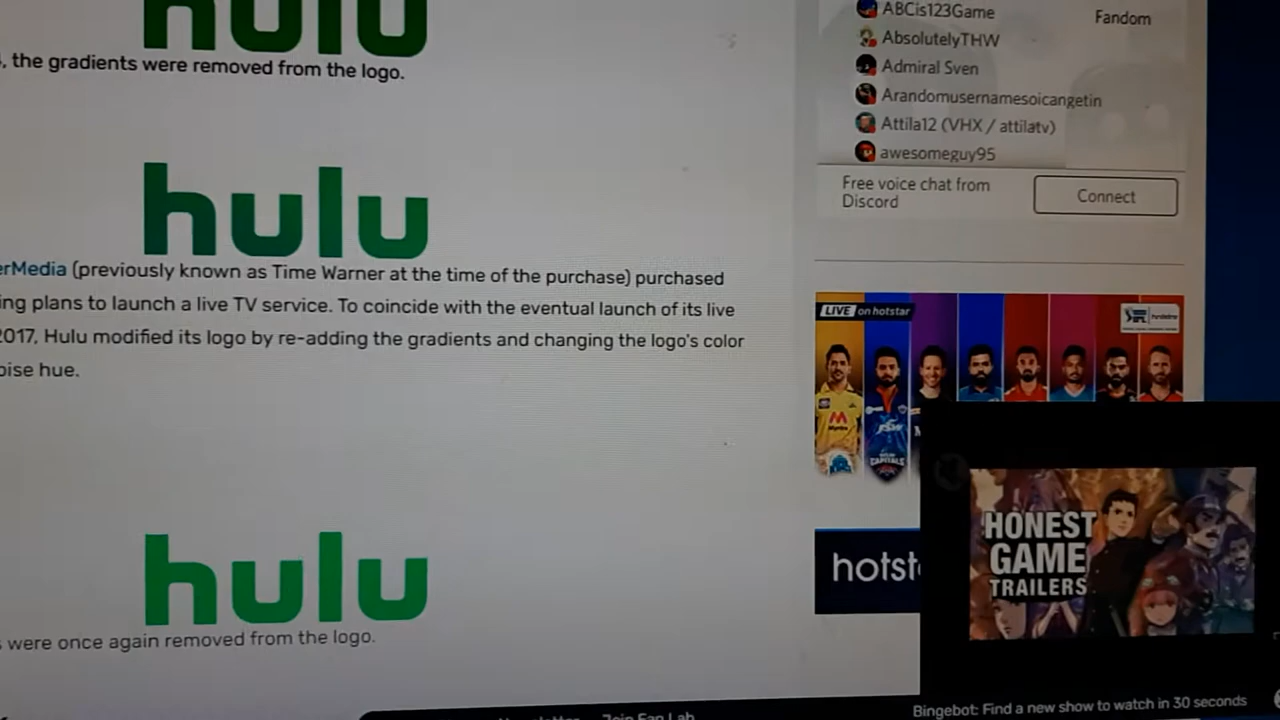 hulu
, the gradients were removed from the logo.
hulu
erMedia (previously known as Time Warner at the time of the purchase) purchased
ing plans to launch a live TV service. To coincide with the eventual launch of its live
2017, Hulu modified its logo by re-adding the gradients and changing the logo's color
oise hue.
hulu
s were once again removed from the logo.
ABCis123Game
AbsolutelyTHW
Admiral Sven
Arandomusernamesoicangetin
Attila12 (VHX / attilatv)
awesomeguy95
Fandom
Free voice chat from
Discord
Connect
LIVE on hotstar
hotst
HONEST
GAME
TRAILERS
Join Fan Lab
Bingebot: Find a new show to watch in 30 seconds